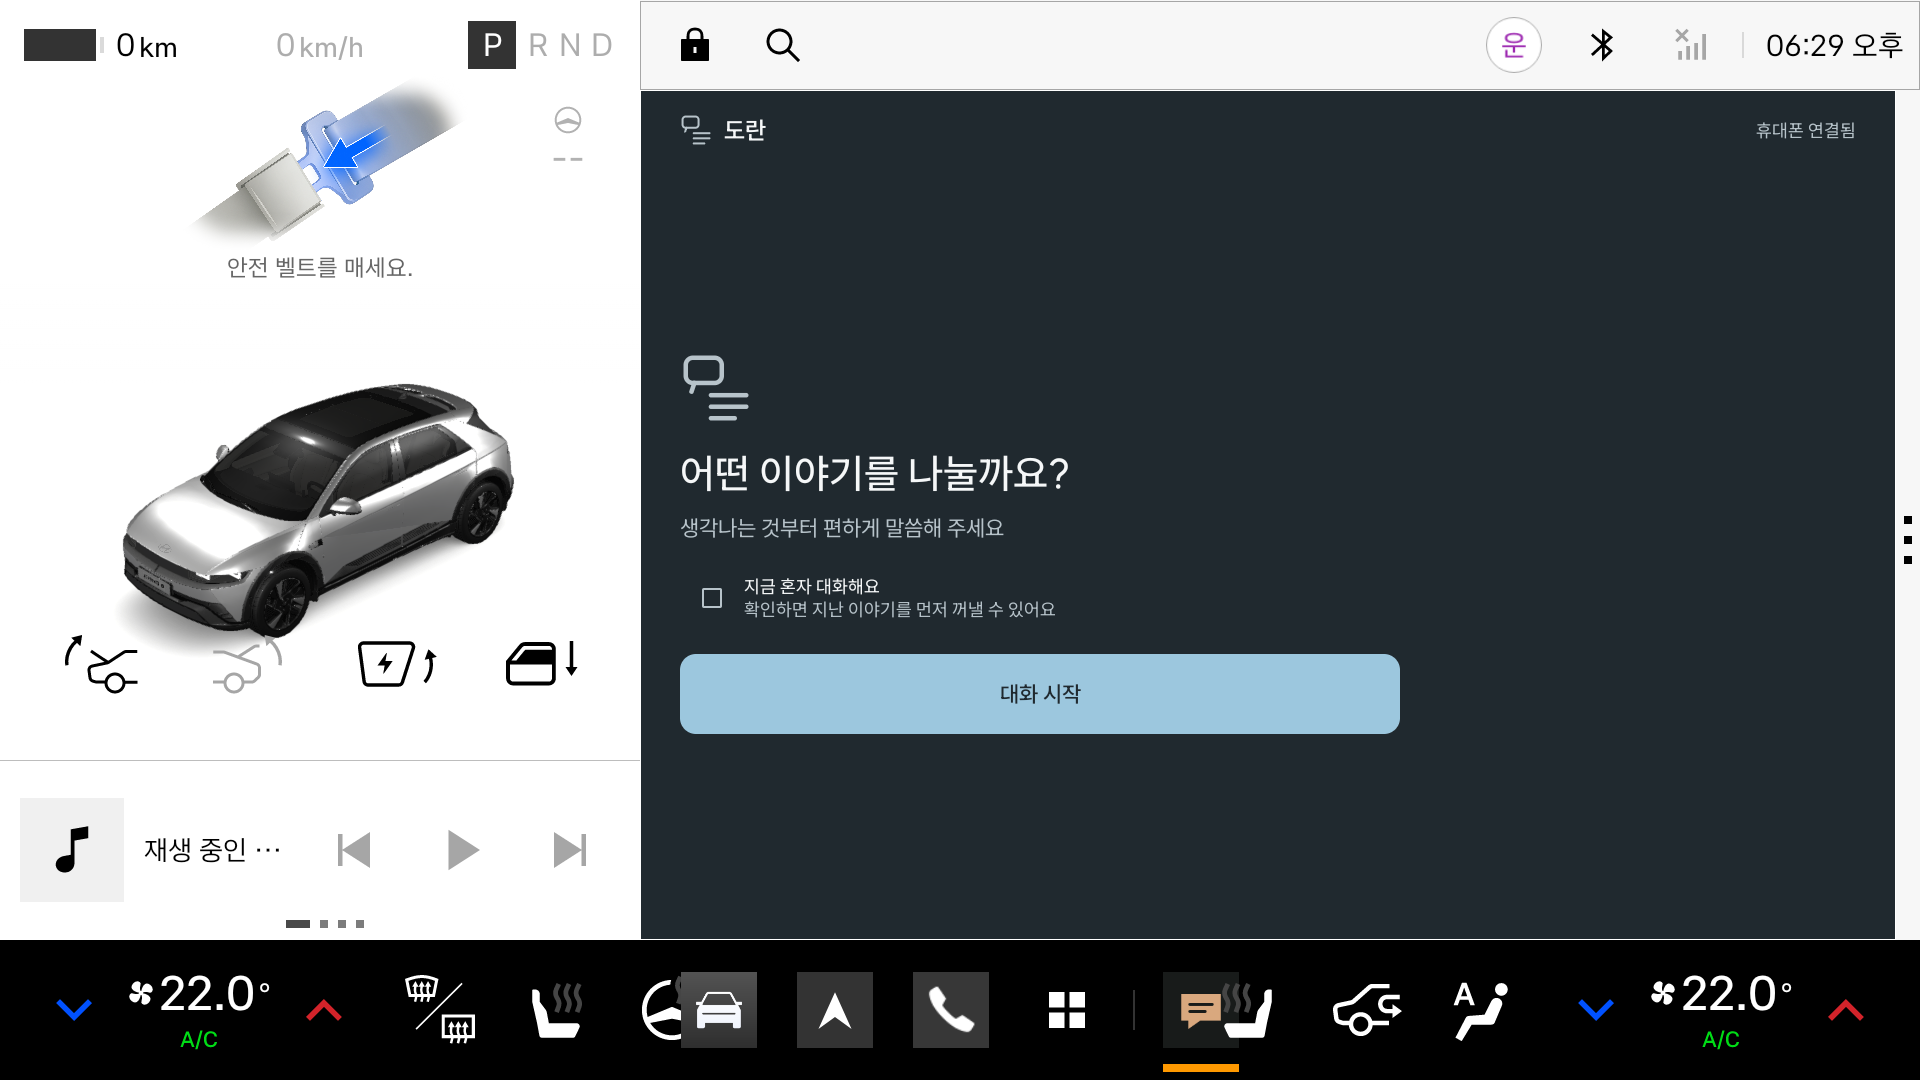 0 km
0 km/h
P R N D
안전 벨트를 매세요.
재생 중인 ⋯
운
06:29 오후
도란
휴대폰 연결됨
어떤 이야기를 나눌까요?
생각나는 것부터 편하게 말씀해 주세요
지금 혼자 대화해요
확인하면 지난 이야기를 먼저 꺼낼 수 있어요
대화 시작
22.0°
A/C
A
22.0°
A/C